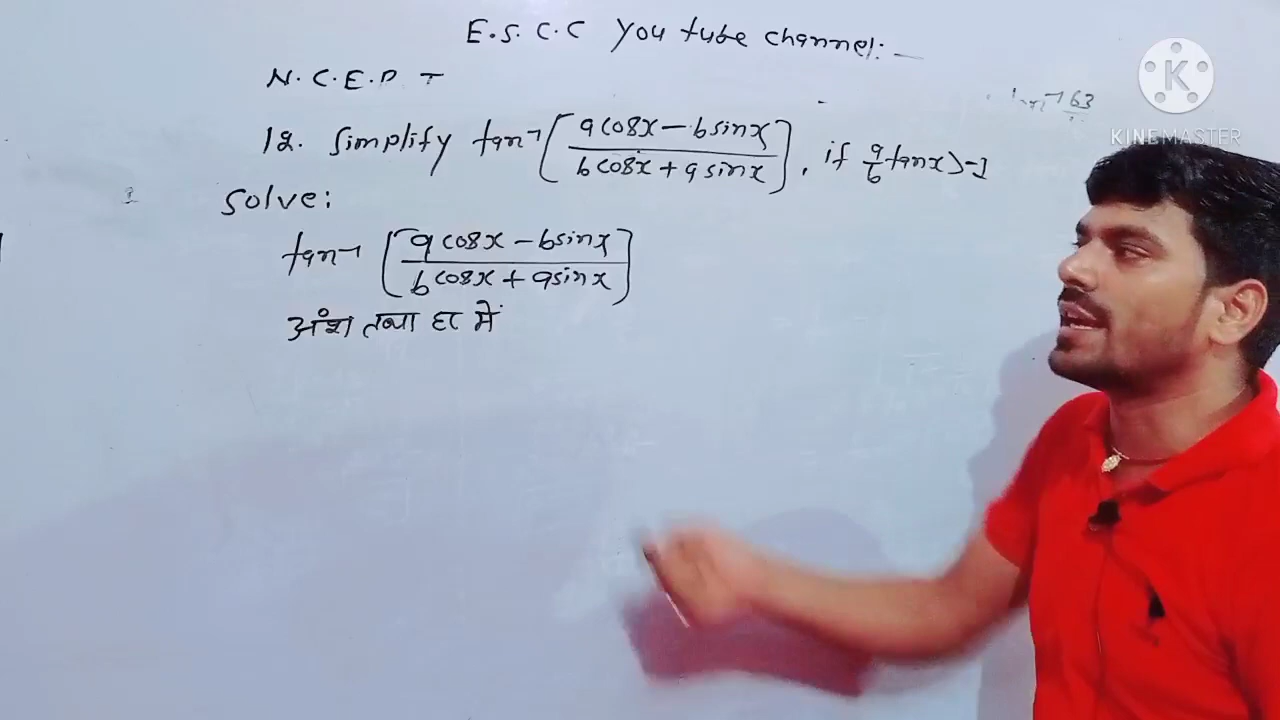 E.S. C.C You tube channel:-
N.C.E.R T
KINEMASTER
12. Simplify tan⁻¹ [a cosx - b sinx / b cosx + a sinx], if a/b tanx > -1
Solve:
tan⁻¹ [a cosx - b sinx / b cosx + a sinx]
अंश तथा हर में